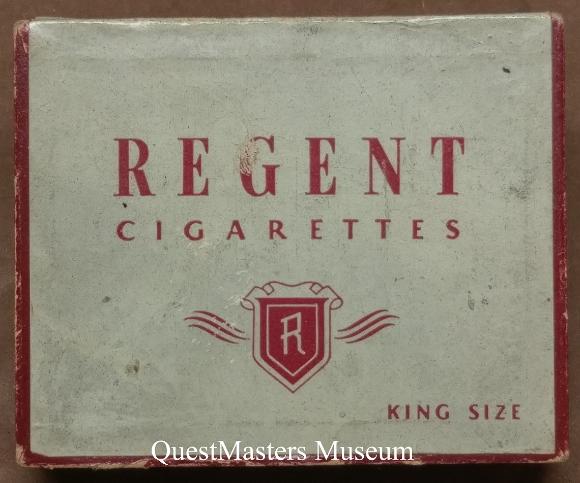 REGENT
CIGARETTES
R
KING SIZE
QuestMasters Museum